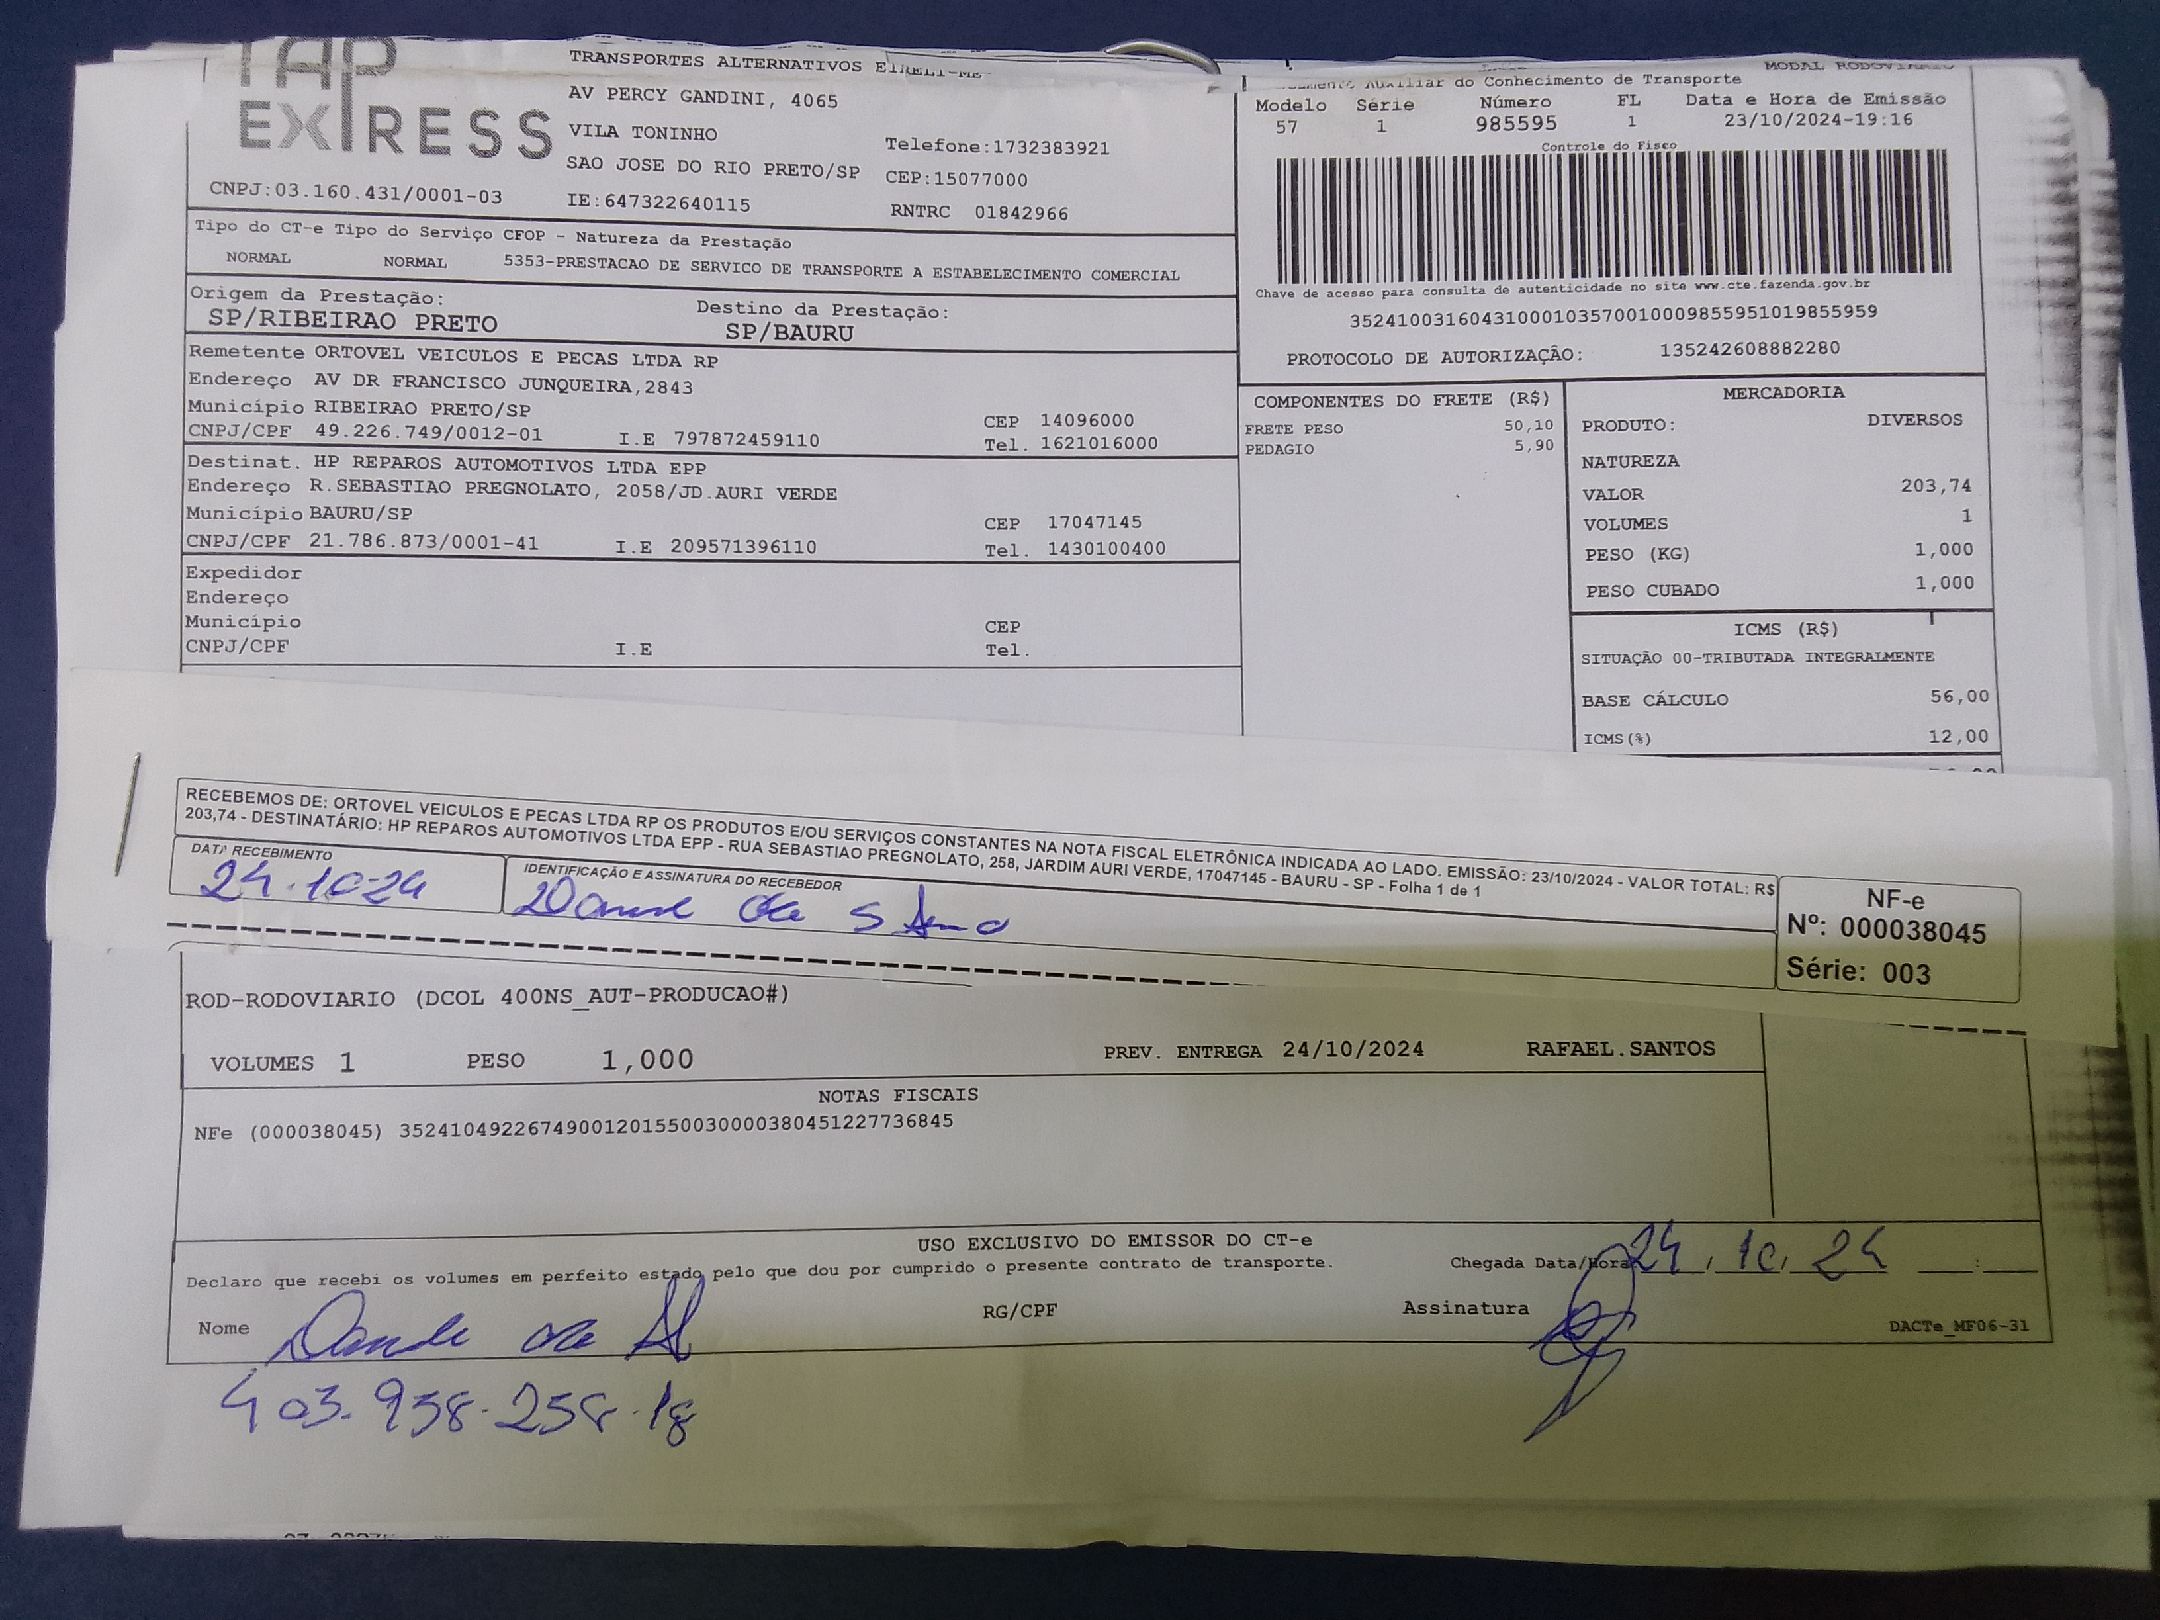 TAP
EXPRESS
TRANSPORTES ALTERNATIVOS EIRELI-ME
AV PERCY GANDINI, 4065
VILA TONINHO
SAO JOSE DO RIO PRETO/SP
Telefone:1732383921
CEP:15077000
CNPJ:03.160.431/0001-03
IE:647322640115
RNTRC 01842966
MODAL RODOVIARIO
Auxiliar do Conhecimento de Transporte
Modelo Série Número FL Data e Hora de Emissão
57 1 985595 1 23/10/2024-19:16
Controle do Fisco
Chave de acesso para consulta de autenticidade no site www.cte.fazenda.gov.br
35241003160431000103570010009855951019855959
PROTOCOLO DE AUTORIZAÇÃO: 135242608882280
Tipo do CT-e Tipo do Serviço CFOP - Natureza da Prestação
NORMAL NORMAL 5353-PRESTACAO DE SERVICO DE TRANSPORTE A ESTABELECIMENTO COMERCIAL
Origem da Prestação: Destino da Prestação:
SP/RIBEIRAO PRETO SP/BAURU
Remetente ORTOVEL VEICULOS E PECAS LTDA RP
Endereço AV DR FRANCISCO JUNQUEIRA,2843
Município RIBEIRAO PRETO/SP CEP 14096000
CNPJ/CPF 49.226.749/0012-01 I.E 797872459110 Tel. 1621016000
Destinat. HP REPAROS AUTOMOTIVOS LTDA EPP
Endereço R.SEBASTIAO PREGNOLATO, 2058/JD.AURI VERDE
Município BAURU/SP CEP 17047145
CNPJ/CPF 21.786.873/0001-41 I.E 209571396110 Tel. 1430100400
Expedidor
Endereço
Município CEP
CNPJ/CPF I.E Tel.
COMPONENTES DO FRETE (R$)
FRETE PESO 50,10
PEDAGIO 5,90
MERCADORIA
PRODUTO: DIVERSOS
NATUREZA
VALOR 203,74
VOLUMES 1
PESO (KG) 1,000
PESO CUBADO 1,000
ICMS (R$)
SITUAÇÃO 00-TRIBUTADA INTEGRALMENTE
BASE CÁLCULO 56,00
ICMS(%) 12,00
RECEBEMOS DE: ORTOVEL VEICULOS E PECAS LTDA RP OS PRODUTOS E/OU SERVIÇOS CONSTANTES NA NOTA FISCAL ELETRÔNICA INDICADA AO LADO. EMISSÃO: 23/10/2024 - VALOR TOTAL: R$
203,74 - DESTINATÁRIO: HP REPAROS AUTOMOTIVOS LTDA EPP - RUA SEBASTIAO PREGNOLATO, 258, JARDIM AURI VERDE, 17047145 - BAURU - SP - Folha 1 de 1
DATA RECEBIMENTO
24.10.24
IDENTIFICAÇÃO E ASSINATURA DO RECEBEDOR
NF-e
Nº: 000038045
Série: 003
ROD-RODOVIARIO (DCOL 400NS_AUT-PRODUCAO#)
VOLUMES 1 PESO 1,000 PREV. ENTREGA 24/10/2024 RAFAEL.SANTOS
NOTAS FISCAIS
NFe (000038045) 35241049226749001201550030000380451227736845
USO EXCLUSIVO DO EMISSOR DO CT-e
Declaro que recebi os volumes em perfeito estado pelo que dou por cumprido o presente contrato de transporte.
Chegada Data/Hora 24.10.24 :
Nome RG/CPF Assinatura
DACTe_MF06-31
403.938.258.18